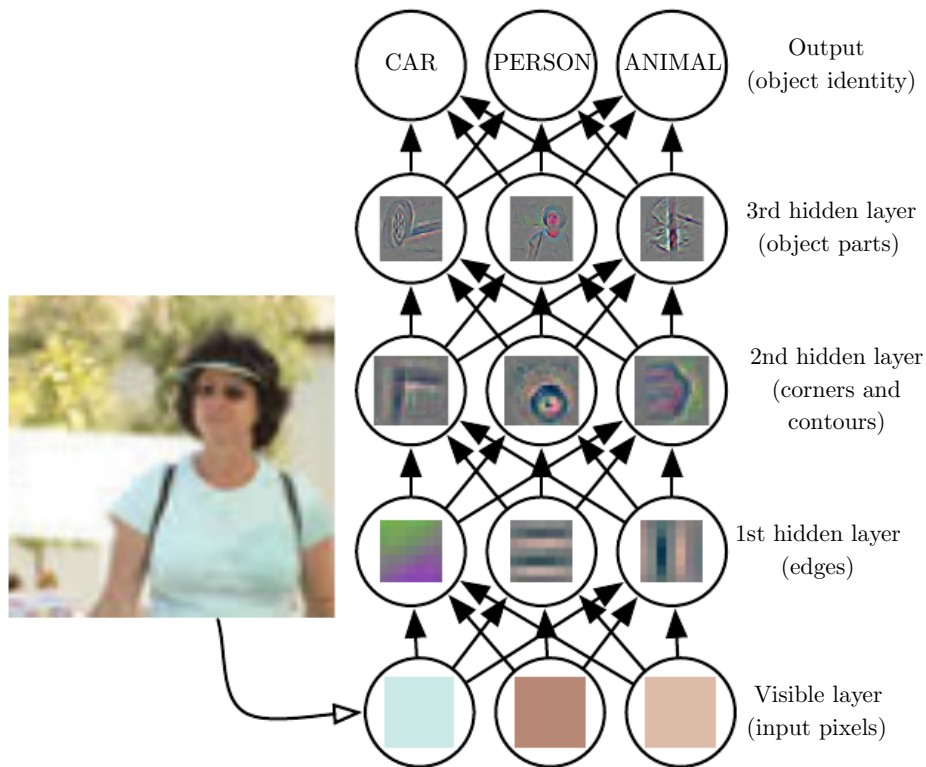 CAR
PERSON
ANIMAL
Output
(object identity)
3rd hidden layer
(object parts)
2nd hidden layer
(corners and
contours)
1st hidden layer
(edges)
Visible layer
(input pixels)